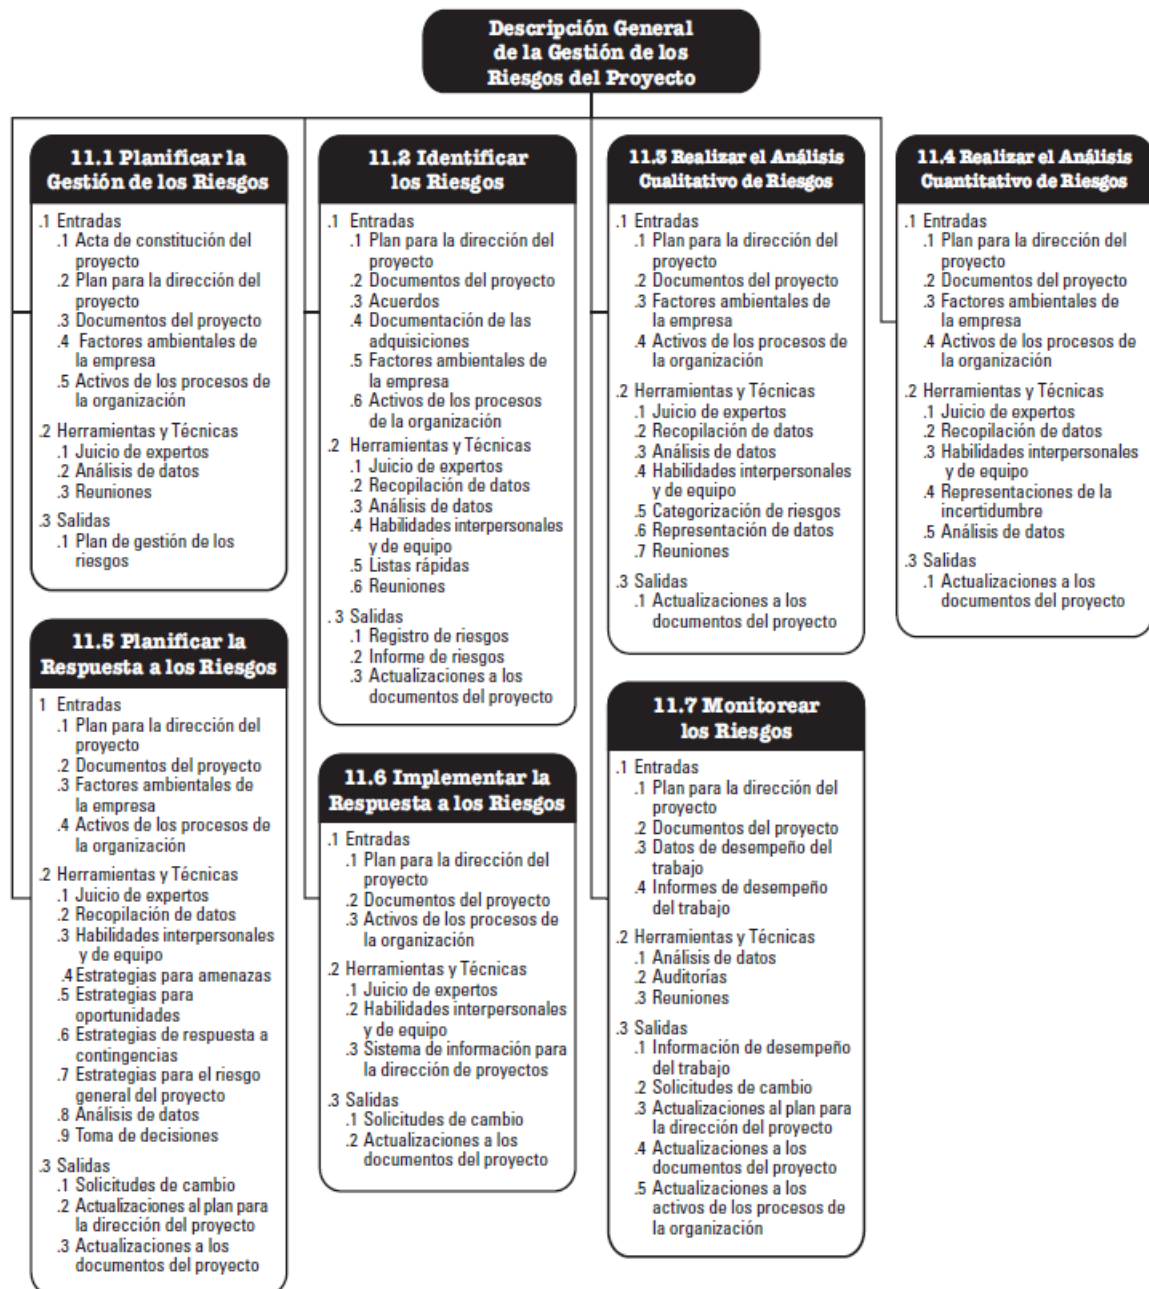 Descripción General
de la Gestión de los
Riesgos del Proyecto
11.1 Planificar la
Gestión de los Riesgos
.1 Entradas
.1 Acta de constitución del
proyecto
.2 Plan para la dirección del
proyecto
.3 Documentos del proyecto
.4 Factores ambientales de
la empresa
.5 Activos de los procesos de
la organización
.2 Herramientas y Técnicas
.1 Juicio de expertos
.2 Análisis de datos
.3 Reuniones
.3 Salidas
.1 Plan de gestión de los
riesgos
11.2 Identificar
los Riesgos
.1 Entradas
.1 Plan para la dirección del
proyecto
.2 Documentos del proyecto
.3 Acuerdos
.4 Documentación de las
adquisiciones
.5 Factores ambientales de
la empresa
.6 Activos de los procesos
de la organización
.2 Herramientas y Técnicas
.1 Juicio de expertos
.2 Recopilación de datos
.3 Análisis de datos
.4 Habilidades interpersonales
y de equipo
.5 Listas rápidas
.6 Reuniones
. 3 Salidas
.1 Registro de riesgos
.2 Informe de riesgos
.3 Actualizaciones a los
documentos del proyecto
11.3 Realizar el Análisis
Cualitativo de Riesgos
.1 Entradas
.1 Plan para la dirección del
proyecto
.2 Documentos del proyecto
.3 Factores ambientales de
la empresa
.4 Activos de los procesos de
la organización
.2 Herramientas y Técnicas
.1 Juicio de expertos
.2 Recopilación de datos
.3 Análisis de datos
.4 Habilidades interpersonales
y de equipo
.5 Categorización de riesgos
.6 Representación de datos
.7 Reuniones
.3 Salidas
.1 Actualizaciones a los
documentos del proyecto
11.4 Realizar el Análisis
Cuantitativo de Riesgos
.1 Entradas
.1 Plan para la dirección del
proyecto
.2 Documentos del proyecto
.3 Factores ambientales de
la empresa
.4 Activos de los procesos de
la organización
.2 Herramientas y Técnicas
.1 Juicio de expertos
.2 Recopilación de datos
.3 Habilidades interpersonales
y de equipo
.4 Representaciones de la
incertidumbre
.5 Análisis de datos
.3 Salidas
.1 Actualizaciones a los
documentos del proyecto
11.5 Planificar la
Respuesta a los Riesgos
1 Entradas
.1 Plan para la dirección del
proyecto
.2 Documentos del proyecto
.3 Factores ambientales de
la empresa
.4 Activos de los procesos de
la organización
.2 Herramientas y Técnicas
.1 Juicio de expertos
.2 Recopilación de datos
.3 Habilidades interpersonales
y de equipo
.4 Estrategias para amenazas
.5 Estrategias para
oportunidades
.6 Estrategias de respuesta a
contingencias
.7 Estrategias para el riesgo
general del proyecto
.8 Análisis de datos
.9 Toma de decisiones
.3 Salidas
.1 Solicitudes de cambio
.2 Actualizaciones al plan para
la dirección del proyecto
.3 Actualizaciones a los
documentos del proyecto
11.6 Implementar la
Respuesta a los Riesgos
.1 Entradas
.1 Plan para la dirección del
proyecto
.2 Documentos del proyecto
.3 Activos de los procesos de
la organización
.2 Herramientas y Técnicas
.1 Juicio de expertos
.2 Habilidades interpersonales
y de equipo
.3 Sistema de información para
la dirección de proyectos
.3 Salidas
.1 Solicitudes de cambio
.2 Actualizaciones a los
documentos del proyecto
11.7 Monitorear
los Riesgos
.1 Entradas
.1 Plan para la dirección del
proyecto
.2 Documentos del proyecto
.3 Datos de desempeño del
trabajo
.4 Informes de desempeño
del trabajo
.2 Herramientas y Técnicas
.1 Análisis de datos
.2 Auditorías
.3 Reuniones
.3 Salidas
.1 Información de desempeño
del trabajo
.2 Solicitudes de cambio
.3 Actualizaciones al plan para
la dirección del proyecto
.4 Actualizaciones a los
documentos del proyecto
.5 Actualizaciones a los
activos de los procesos de
la organización